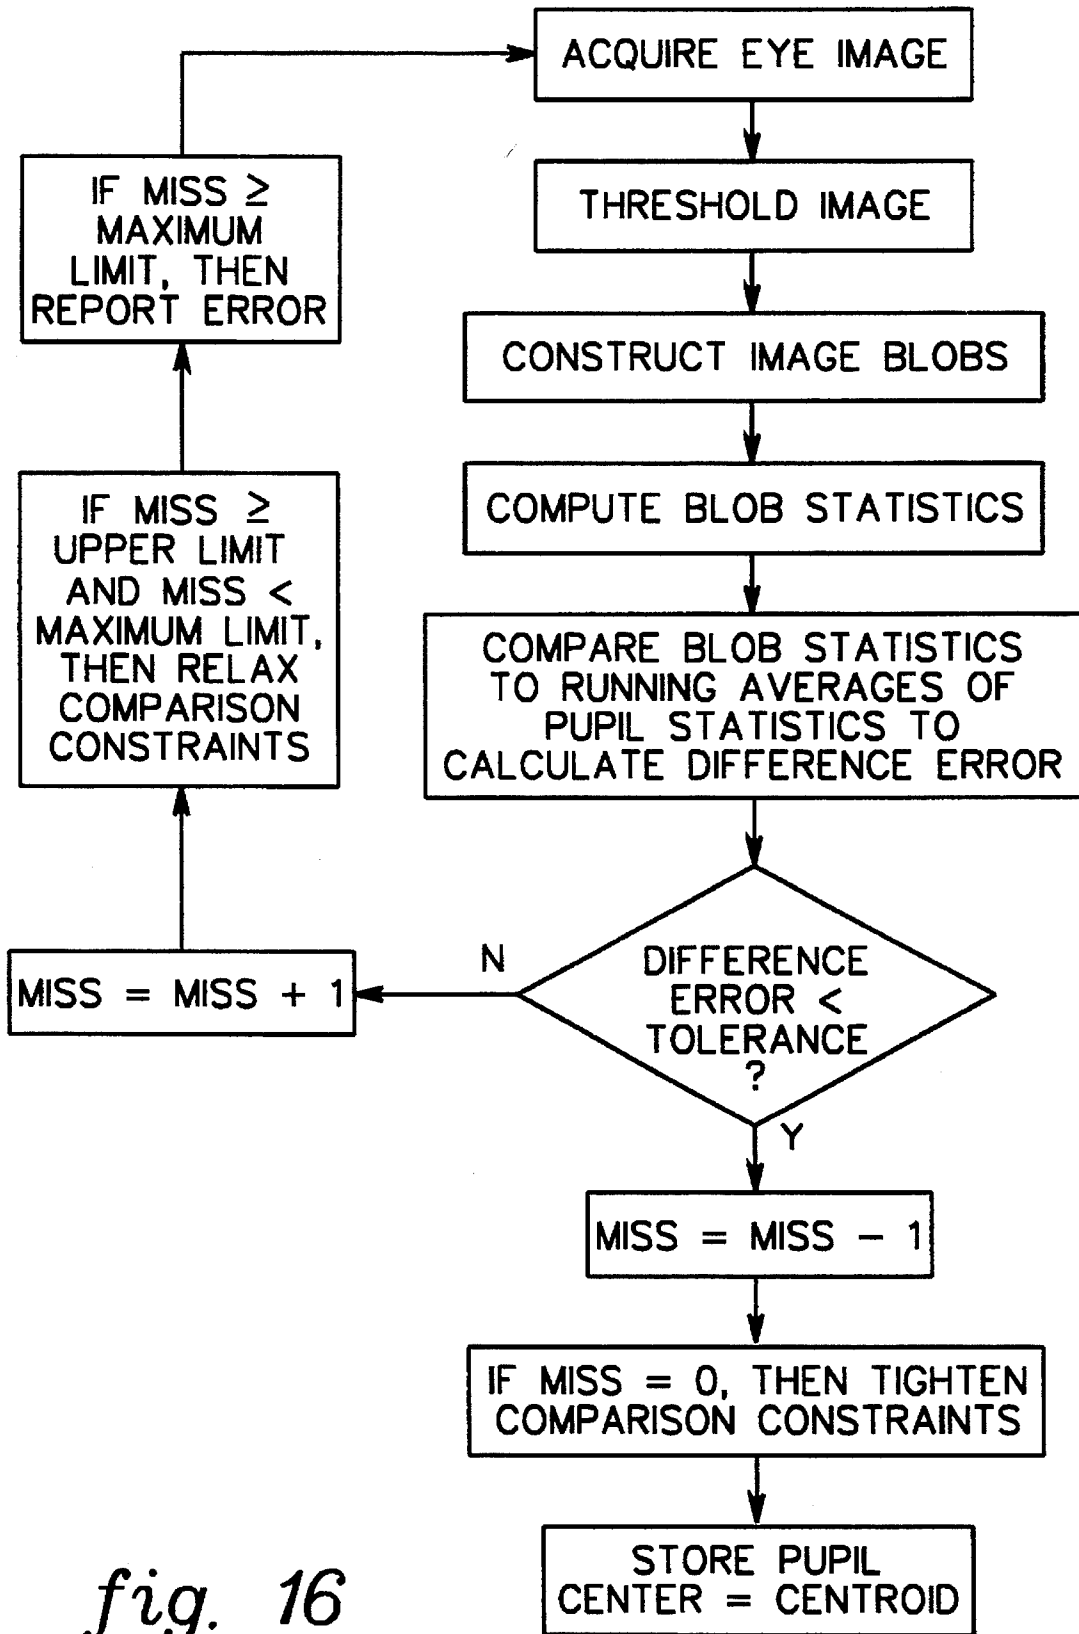 ACQUIRE EYE IMAGE
THRESHOLD IMAGE
CONSTRUCT IMAGE BLOBS
COMPUTE BLOB STATISTICS
COMPARE BLOB STATISTICS
TO RUNNING AVERAGES OF
PUPIL STATISTICS TO
CALCULATE DIFFERENCE ERROR
DIFFERENCE
ERROR <
TOLERANCE
?
N
MISS = MISS + 1
IF MISS ≥
UPPER LIMIT
AND MISS <
MAXIMUM LIMIT,
THEN RELAX
COMPARISON
CONSTRAINTS
IF MISS ≥
MAXIMUM
LIMIT, THEN
REPORT ERROR
Y
MISS = MISS - 1
IF MISS = 0, THEN TIGHTEN
COMPARISON CONSTRAINTS
STORE PUPIL
CENTER = CENTROID
fig. 16